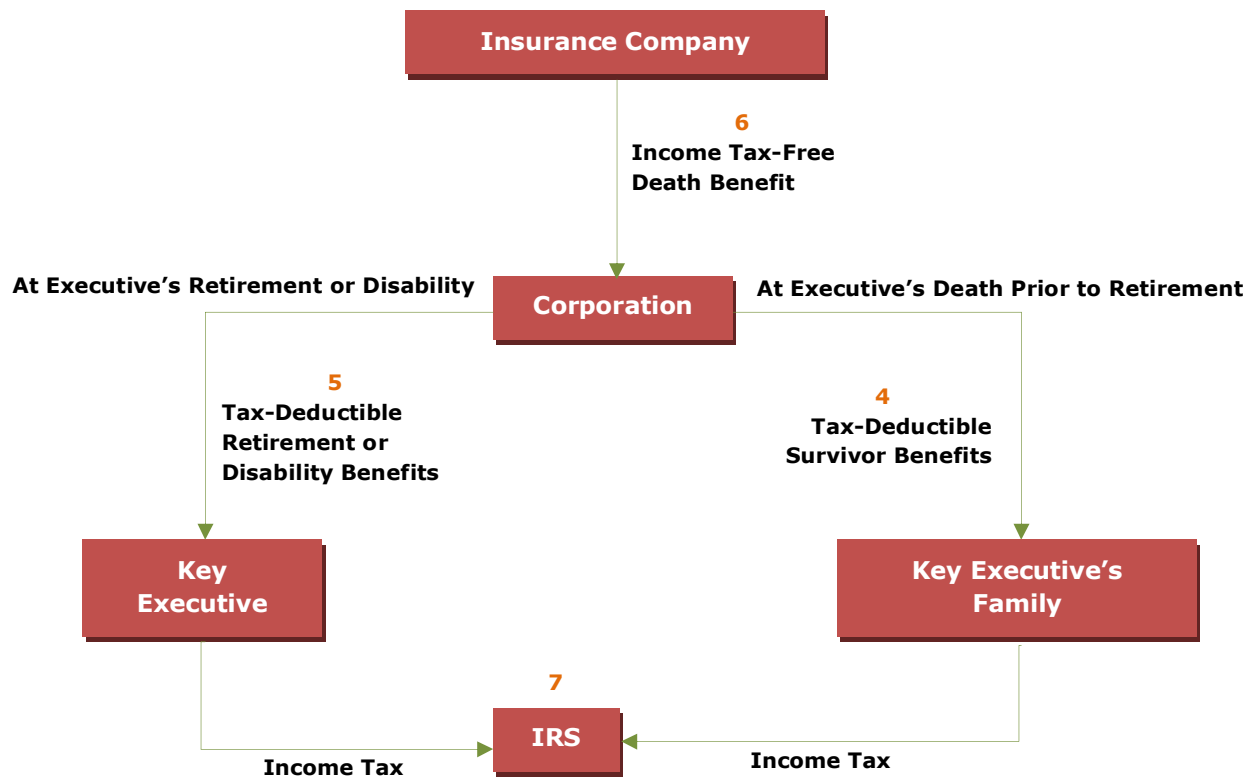 Insurance Company
6
Income Tax-Free
Death Benefit
At Executive’s Retirement or Disability
Corporation
At Executive’s Death Prior to Retirement
5
Tax-Deductible
Retirement or
Disability Benefits
4
Tax-Deductible
Survivor Benefits
Key
Executive
Key Executive’s
Family
7
IRS
Income Tax
Income Tax